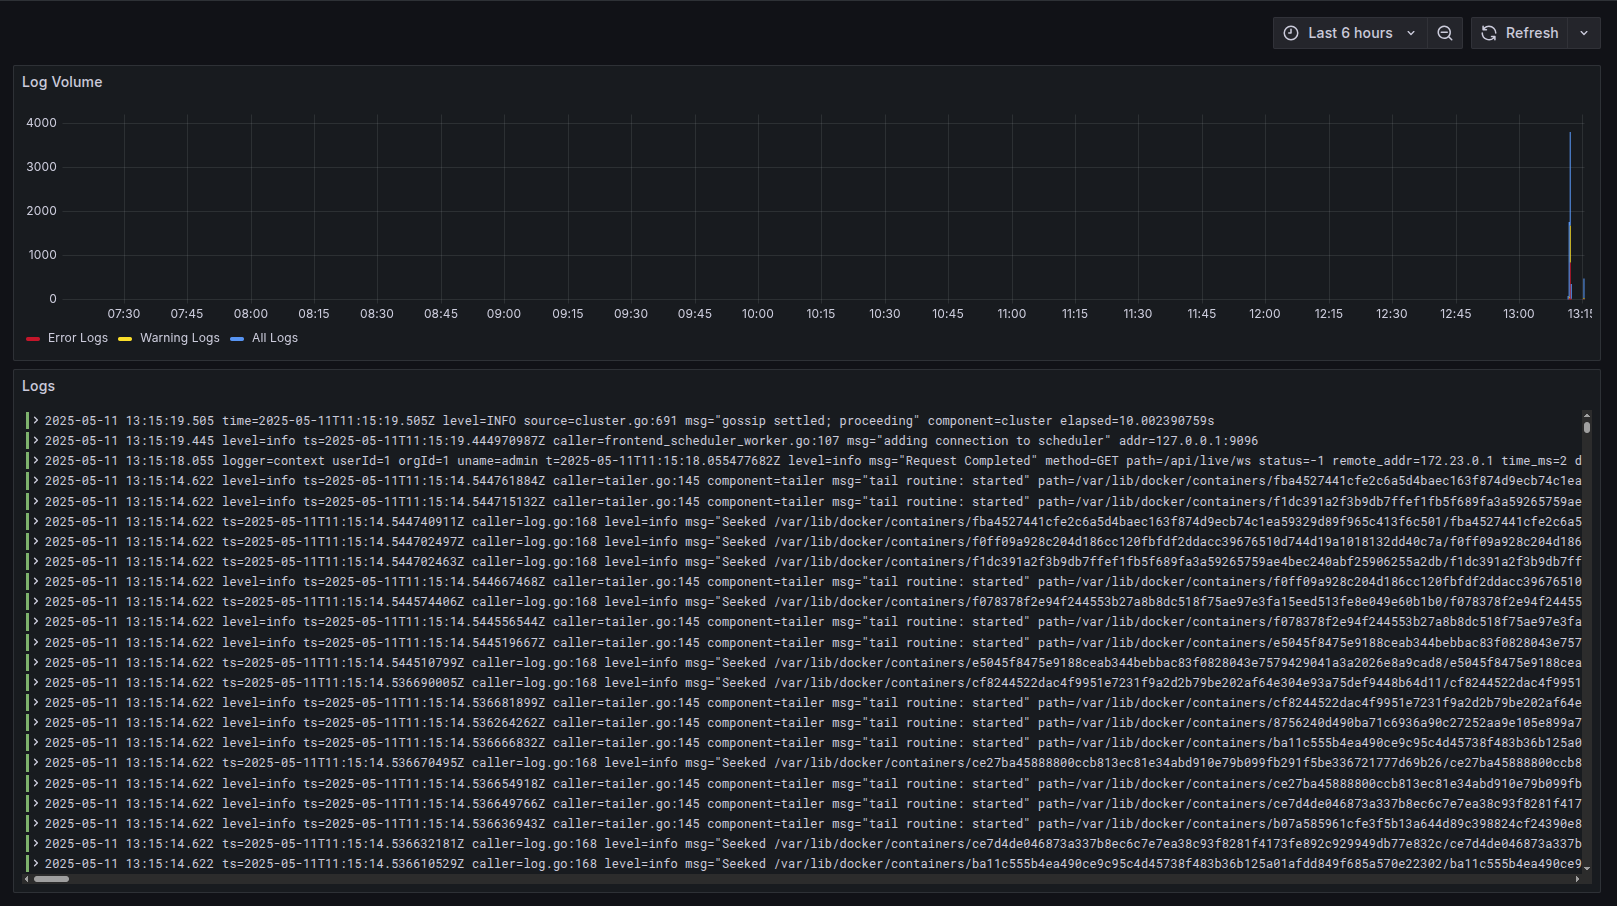 Last 6 hours
Refresh
Log Volume
4000
3000
2000
1000
0
07:30 07:45 08:00 08:15 08:30 08:45 09:00 09:15 09:30 09:45 10:00 10:15 10:30 10:45 11:00 11:15 11:30 11:45 12:00 12:15 12:30 12:45 13:00 13:15
Error Logs Warning Logs All Logs
Logs
2025-05-11 13:15:19.505 time=2025-05-11T11:15:19.505Z level=INFO source=cluster.go:691 msg="gossip settled; proceeding" component=cluster elapsed=10.002390759s
2025-05-11 13:15:19.445 level=info ts=2025-05-11T11:15:19.444970987Z caller=frontend_scheduler_worker.go:107 msg="adding connection to scheduler" addr=127.0.0.1:9096
2025-05-11 13:15:18.055 logger=context userId=1 orgId=1 uname=admin t=2025-05-11T11:15:18.055477682Z level=info msg="Request Completed" method=GET path=/api/live/ws status=-1 remote_addr=172.23.0.1 time_ms=2 d
2025-05-11 13:15:14.622 level=info ts=2025-05-11T11:15:14.544761884Z caller=tailer.go:145 component=tailer msg="tail routine: started" path=/var/lib/docker/containers/fba4527441cfe2c6a5d4baec163f874d9ecb74c1ea
2025-05-11 13:15:14.622 level=info ts=2025-05-11T11:15:14.544715132Z caller=tailer.go:145 component=tailer msg="tail routine: started" path=/var/lib/docker/containers/f1dc391a2f3b9db7ffef1fb5f689fa3a59265759ae
2025-05-11 13:15:14.622 ts=2025-05-11T11:15:14.544740911Z caller=log.go:168 level=info msg="Seeked /var/lib/docker/containers/fba4527441cfe2c6a5d4baec163f874d9ecb74c1ea59329d89f965c413f6c501/fba4527441cfe2c6a5
2025-05-11 13:15:14.622 ts=2025-05-11T11:15:14.544702497Z caller=log.go:168 level=info msg="Seeked /var/lib/docker/containers/f0ff09a928c204d186cc120fbfdf2ddacc39676510d744d19a1018132dd40c7a/f0ff09a928c204d186
2025-05-11 13:15:14.622 ts=2025-05-11T11:15:14.544702463Z caller=log.go:168 level=info msg="Seeked /var/lib/docker/containers/f1dc391a2f3b9db7ffef1fb5f689fa3a59265759ae4bec240abf25906255a2db/f1dc391a2f3b9db7ff
2025-05-11 13:15:14.622 level=info ts=2025-05-11T11:15:14.544667468Z caller=tailer.go:145 component=tailer msg="tail routine: started" path=/var/lib/docker/containers/f0ff09a928c204d186cc120fbfdf2ddacc39676510
2025-05-11 13:15:14.622 ts=2025-05-11T11:15:14.544574406Z caller=log.go:168 level=info msg="Seeked /var/lib/docker/containers/f078378f2e94f244553b27a8b8dc518f75ae97e3fa15eed513fe8e049e60b1b0/f078378f2e94f24455
2025-05-11 13:15:14.622 level=info ts=2025-05-11T11:15:14.544556544Z caller=tailer.go:145 component=tailer msg="tail routine: started" path=/var/lib/docker/containers/f078378f2e94f244553b27a8b8dc518f75ae97e3fa
2025-05-11 13:15:14.622 level=info ts=2025-05-11T11:15:14.544519667Z caller=tailer.go:145 component=tailer msg="tail routine: started" path=/var/lib/docker/containers/e5045f8475e9188ceab344bebbac83f0828043e757
2025-05-11 13:15:14.622 ts=2025-05-11T11:15:14.544510799Z caller=log.go:168 level=info msg="Seeked /var/lib/docker/containers/e5045f8475e9188ceab344bebbac83f0828043e7579429041a3a2026e8a9cad8/e5045f8475e9188cea
2025-05-11 13:15:14.622 ts=2025-05-11T11:15:14.536690005Z caller=log.go:168 level=info msg="Seeked /var/lib/docker/containers/cf8244522dac4f9951e7231f9a2d2b79be202af64e304e93a75def9448b64d11/cf8244522dac4f9951
2025-05-11 13:15:14.622 level=info ts=2025-05-11T11:15:14.536681899Z caller=tailer.go:145 component=tailer msg="tail routine: started" path=/var/lib/docker/containers/cf8244522dac4f9951e7231f9a2d2b79be202af64e
2025-05-11 13:15:14.622 level=info ts=2025-05-11T11:15:14.536264262Z caller=tailer.go:145 component=tailer msg="tail routine: started" path=/var/lib/docker/containers/8756240d490ba71c6936a90c27252aa9e105e899a7
2025-05-11 13:15:14.622 level=info ts=2025-05-11T11:15:14.536666832Z caller=tailer.go:145 component=tailer msg="tail routine: started" path=/var/lib/docker/containers/ba11c555b4ea490ce9c95c4d45738f483b36b125a0
2025-05-11 13:15:14.622 ts=2025-05-11T11:15:14.536670495Z caller=log.go:168 level=info msg="Seeked /var/lib/docker/containers/ce27ba45888800ccb813ec81e34abd910e79b099fb291f5be336721777d69b26/ce27ba45888800ccb8
2025-05-11 13:15:14.622 level=info ts=2025-05-11T11:15:14.536654918Z caller=tailer.go:145 component=tailer msg="tail routine: started" path=/var/lib/docker/containers/ce27ba45888800ccb813ec81e34abd910e79b099fb
2025-05-11 13:15:14.622 level=info ts=2025-05-11T11:15:14.536649766Z caller=tailer.go:145 component=tailer msg="tail routine: started" path=/var/lib/docker/containers/ce7d4de046873a337b8ec6c7e7ea38c93f8281f417
2025-05-11 13:15:14.622 level=info ts=2025-05-11T11:15:14.536636943Z caller=tailer.go:145 component=tailer msg="tail routine: started" path=/var/lib/docker/containers/b07a585961cfe3f5b13a644d89c398824cf24390e8
2025-05-11 13:15:14.622 ts=2025-05-11T11:15:14.536632181Z caller=log.go:168 level=info msg="Seeked /var/lib/docker/containers/ce7d4de046873a337b8ec6c7e7ea38c93f8281f4173fe892c929949db77e832c/ce7d4de046873a337b
2025-05-11 13:15:14.622 ts=2025-05-11T11:15:14.536610529Z caller=log.go:168 level=info msg="Seeked /var/lib/docker/containers/ba11c555b4ea490ce9c95c4d45738f483b36b125a01afdd849f685a570e22302/ba11c555b4ea490ce9